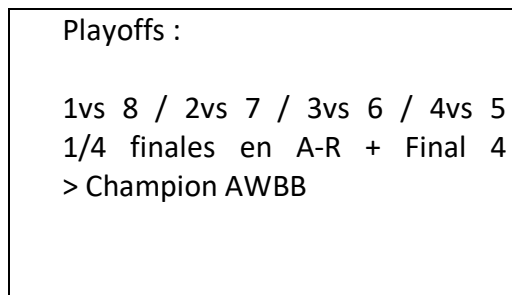 Playoffs :
1vs 8 / 2vs 7 / 3vs 6 / 4vs 5
1/4 finales en A-R + Final 4
> Champion AWBB